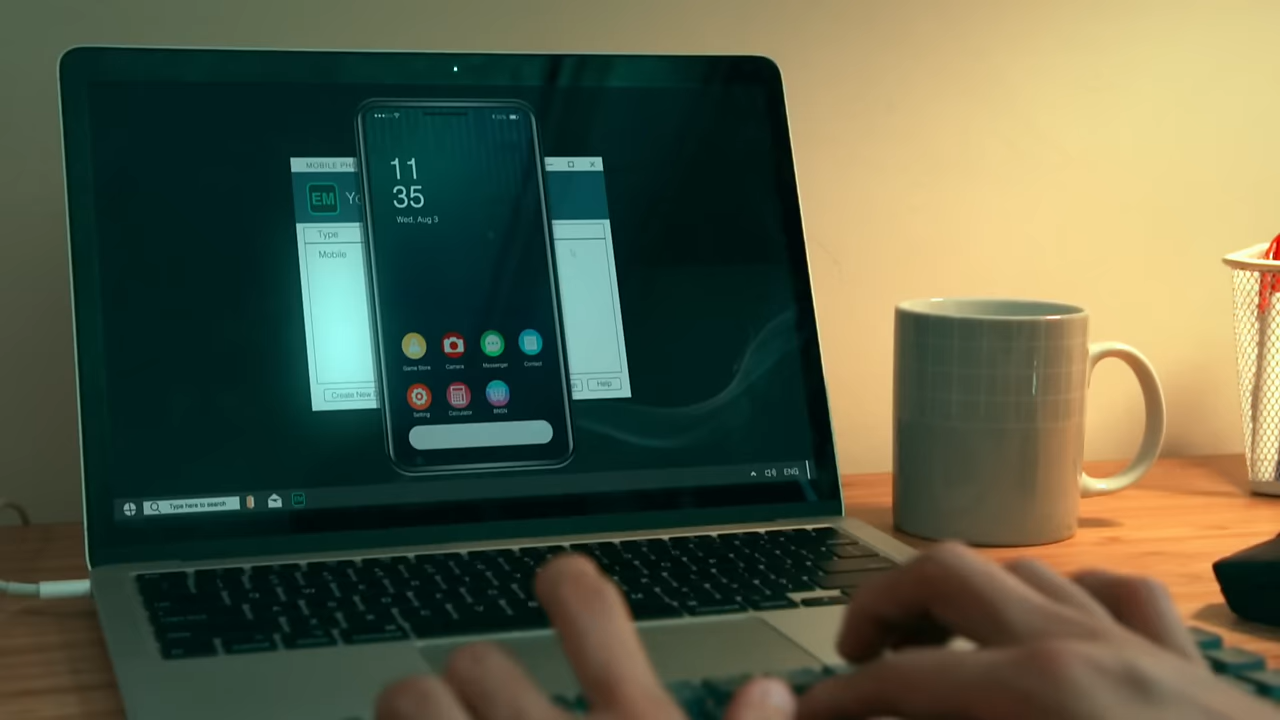 MOBILE PH
EM Yo
Type
Mobile
Create New
Help
11
35
Wed, Aug 3
Game Store
Camera
Messenger
Contact
Setting
Calculator
Type here to search
EM
ENG